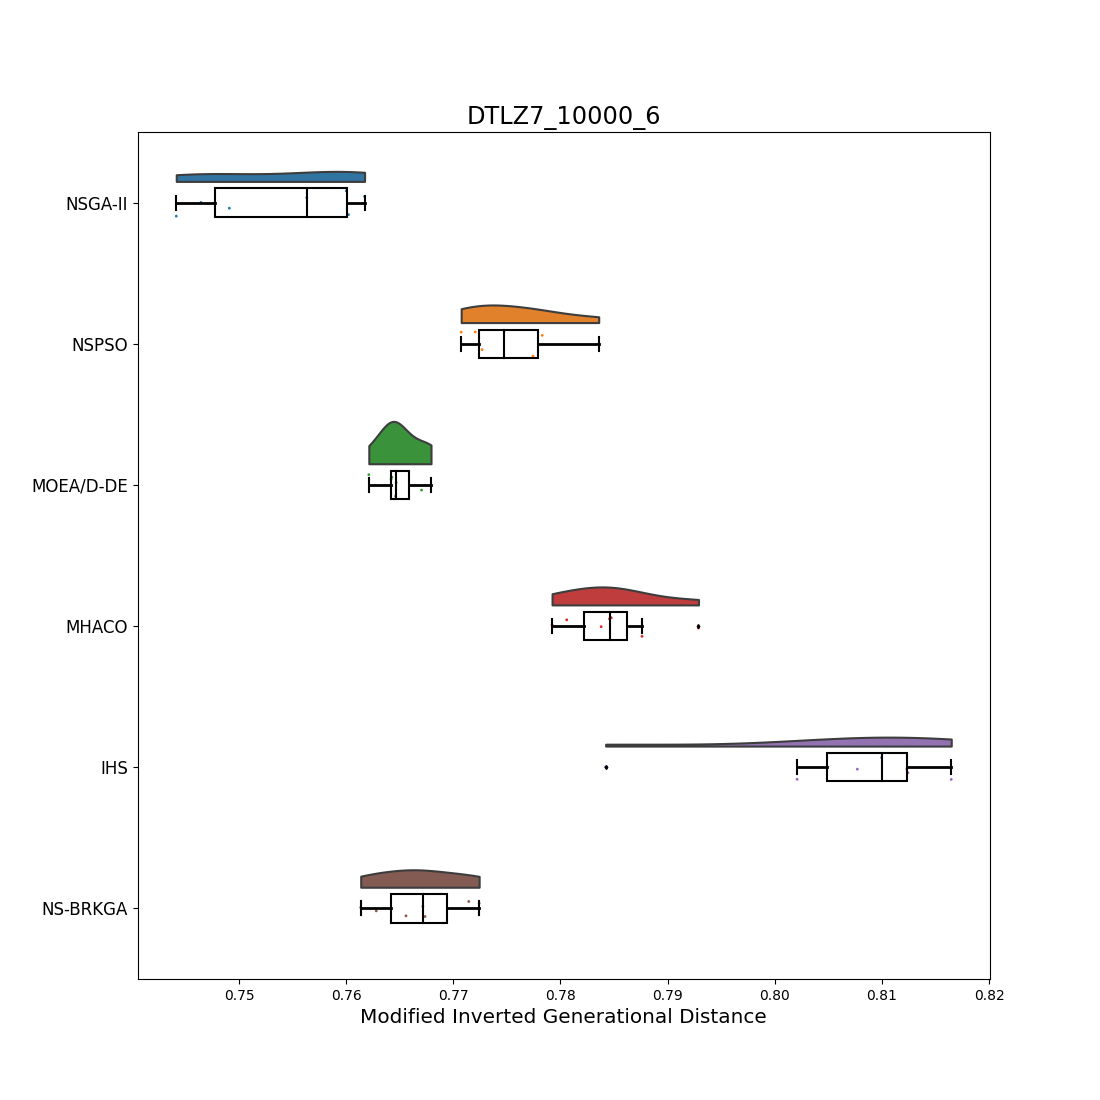 DTLZ7_10000_6
NSGA-II
NSPSO
MOEA/D-DE
MHACO
IHS
NS-BRKGA
0.75 0.76 0.77 0.78 0.79 0.80 0.81 0.82
Modified Inverted Generational Distance